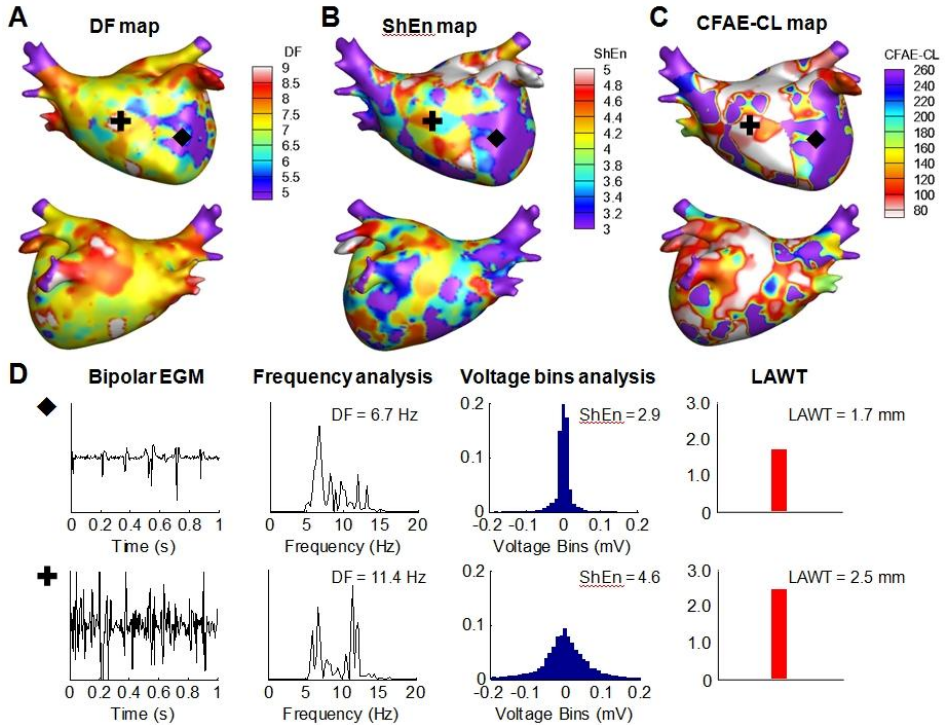 A DF map
DF
9
8.5
8
7.5
7
6.5
6
5.5
5
B ShEn map
ShEn
5
4.8
4.6
4.4
4.2
4
3.8
3.6
3.4
3.2
3
C CFAE-CL map
CFAE-CL
260
240
220
200
180
160
140
120
100
80
D Bipolar EGM Frequency analysis Voltage bins analysis LAWT
0 0.2 0.4 0.6 0.8 1
Time (s)
DF = 6.7 Hz
0 5 10 15 20
Frequency (Hz)
0.2
0.1
0
ShEn = 2.9
-0.2 -0.1 0 0.1 0.2
Voltage Bins (mV)
3.0
2.0
1.0
0
LAWT = 1.7 mm
0 0.2 0.4 0.6 0.8 1
Time (s)
DF = 11.4 Hz
0 5 10 15 20
Frequency (Hz)
0.2
0.1
0
ShEn = 4.6
-0.2 -0.1 0 0.1 0.2
Voltage Bins (mV)
3.0
2.0
1.0
0
LAWT = 2.5 mm